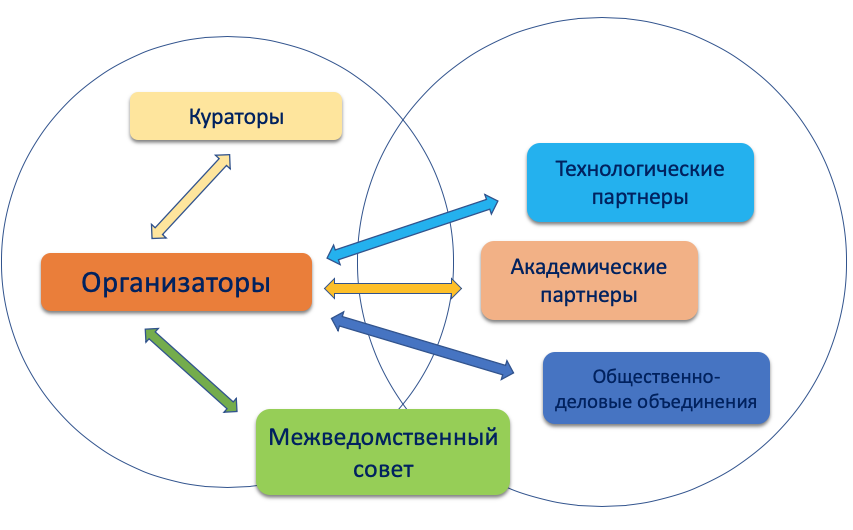 Кураторы
Технологические
партнеры
Организаторы
Академические
партнеры
Общественно-
деловые объединения
Межведомственный
совет